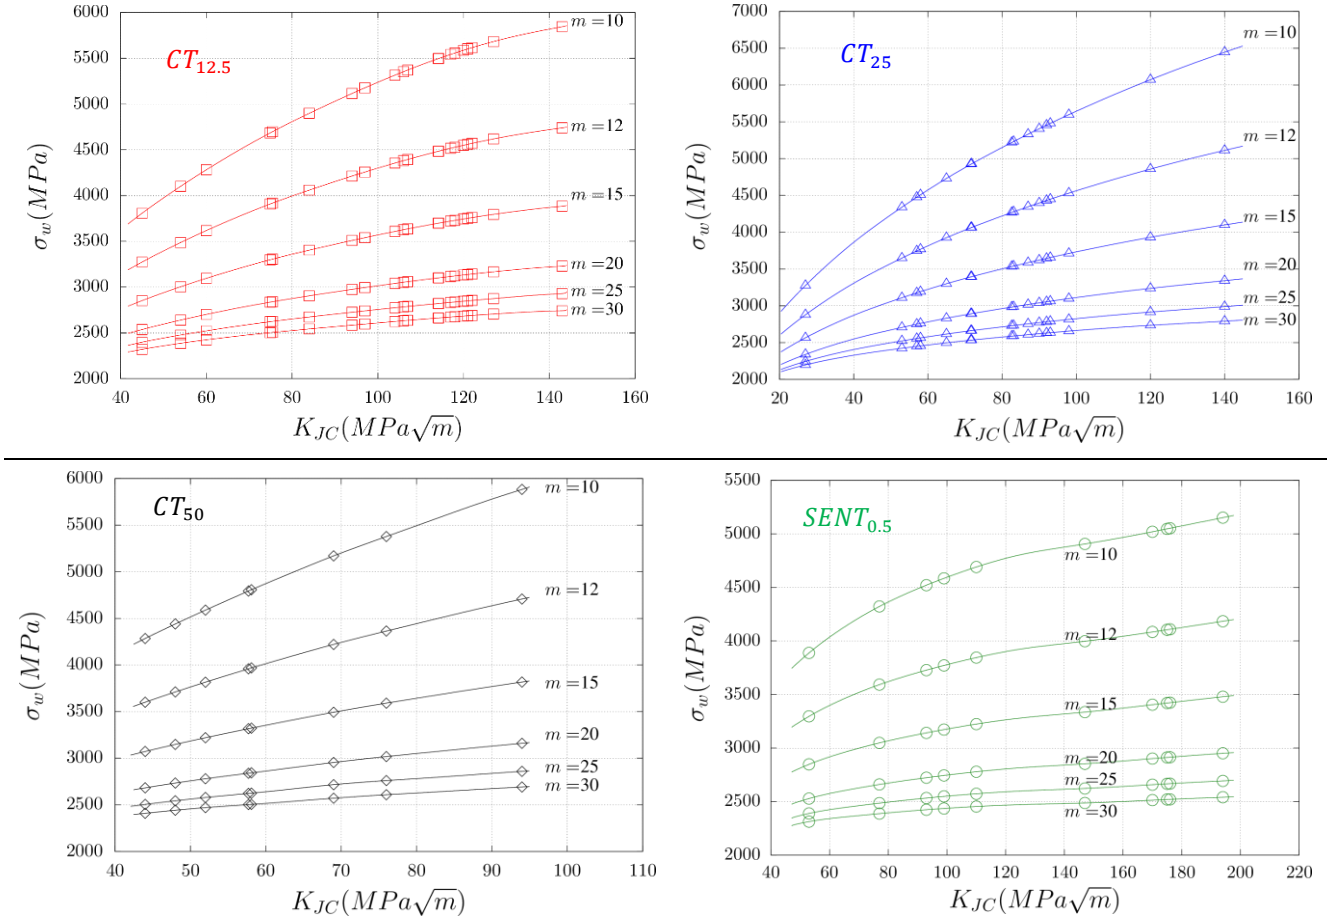 CT12.5
σw(MPa)
6000
5500
5000
4500
4000
3500
3000
2500
2000
m = 10
m = 12
m = 15
m = 20
m = 25
m = 30
40 60 80 100 120 140 160
KJC(MPa√m)
CT25
σw(MPa)
7000
6500
6000
5500
5000
4500
4000
3500
3000
2500
2000
m = 10
m = 12
m = 15
m = 20
m = 25
m = 30
20 40 60 80 100 120 140 160
KJC(MPa√m)
CT50
σw(MPa)
6000
5500
5000
4500
4000
3500
3000
2500
2000
m = 10
m = 12
m = 15
m = 20
m = 25
m = 30
40 50 60 70 80 90 100 110
KJC(MPa√m)
SENT0.5
σw(MPa)
5500
5000
4500
4000
3500
3000
2500
2000
m = 10
m = 12
m = 15
m = 20
m = 25
m = 30
40 60 80 100 120 140 160 180 200 220
KJC(MPa√m)